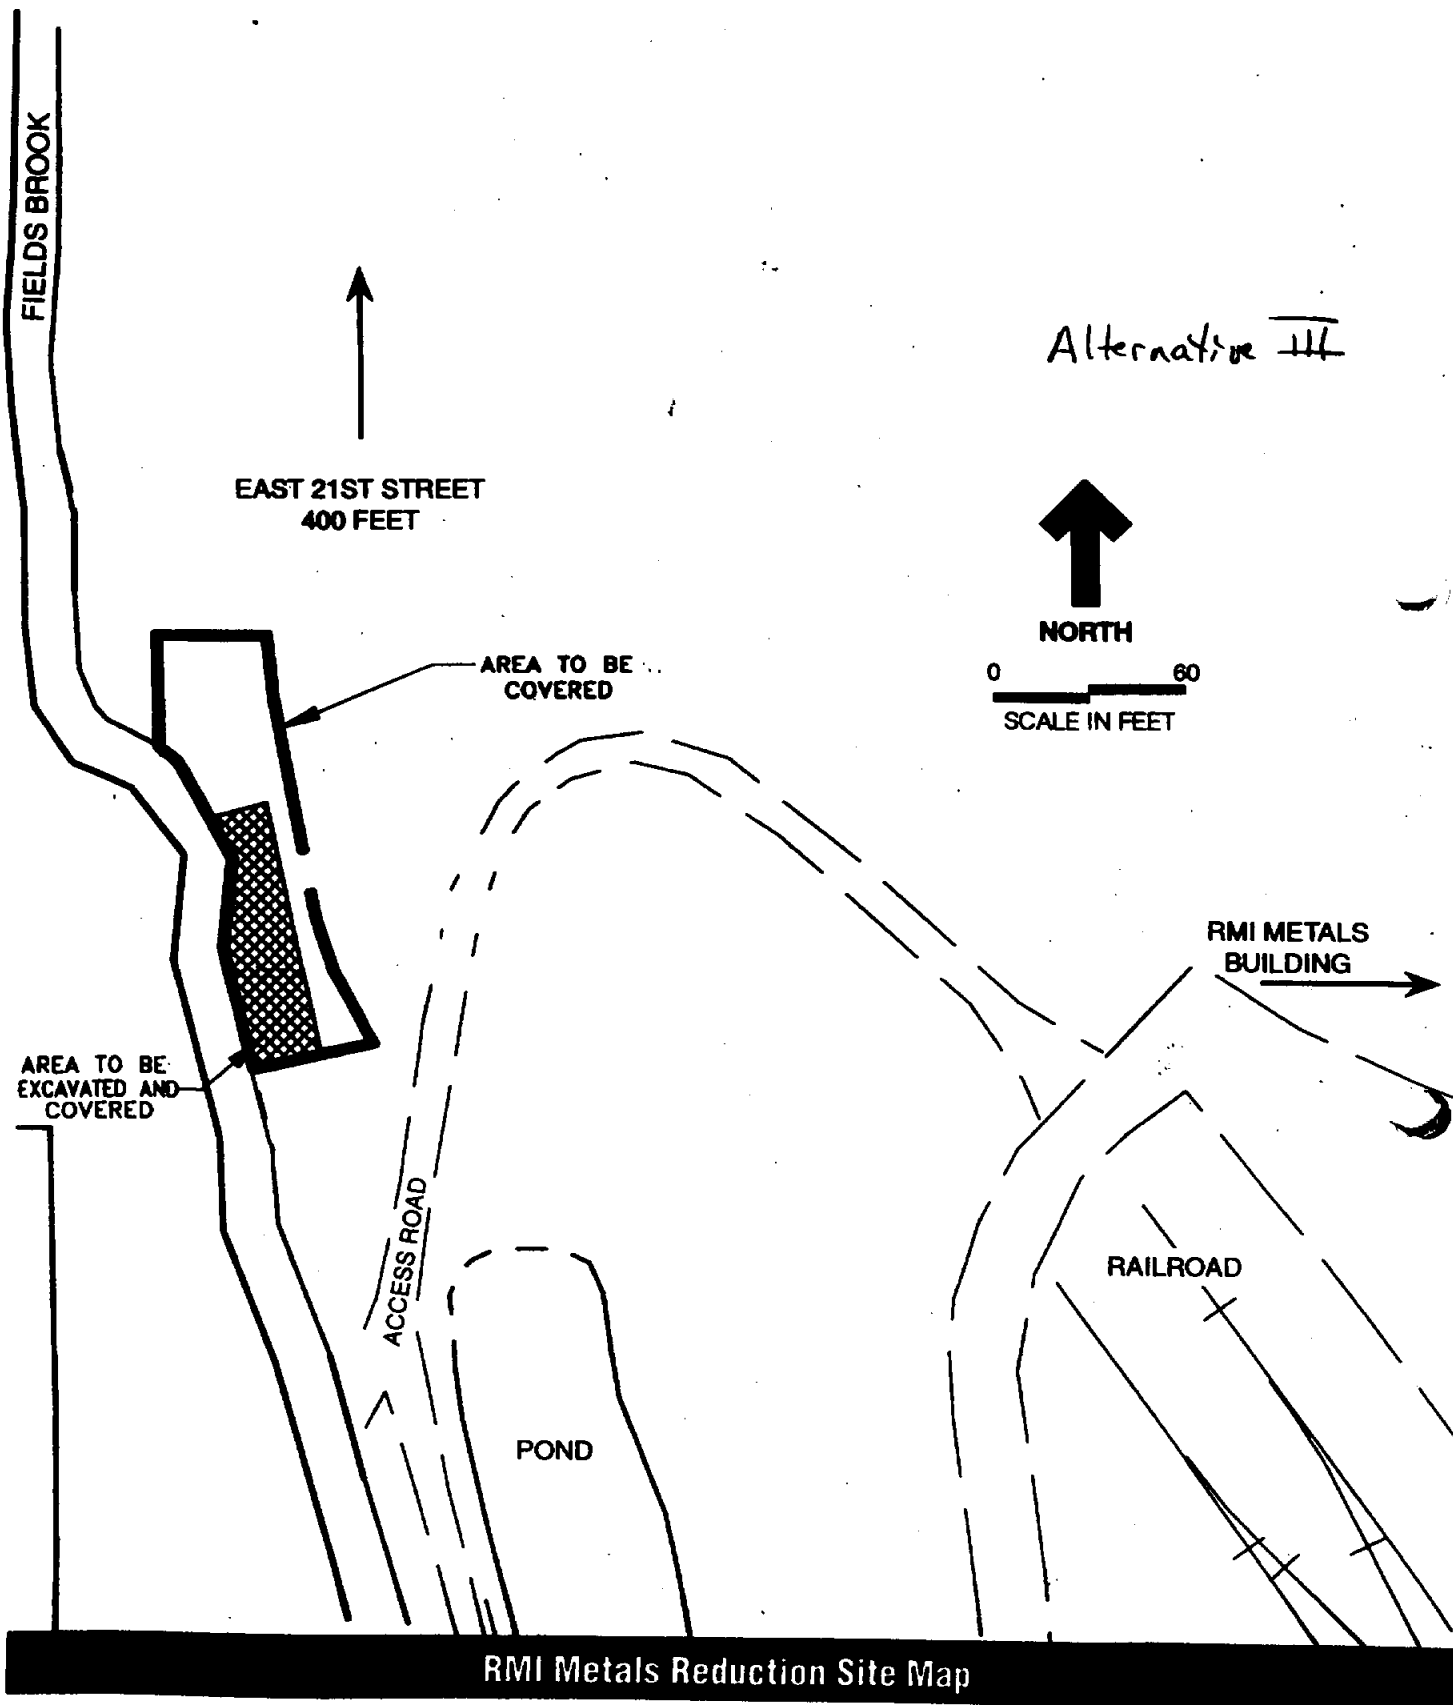 FIELDS BROOK
Alternative III
EAST 21ST STREET
400 FEET
NORTH
0 60
SCALE IN FEET
AREA TO BE
COVERED
RMI METALS
BUILDING
AREA TO BE
EXCAVATED AND
COVERED
ACCESS ROAD
RAILROAD
POND
RMI Metals Reduction Site Map